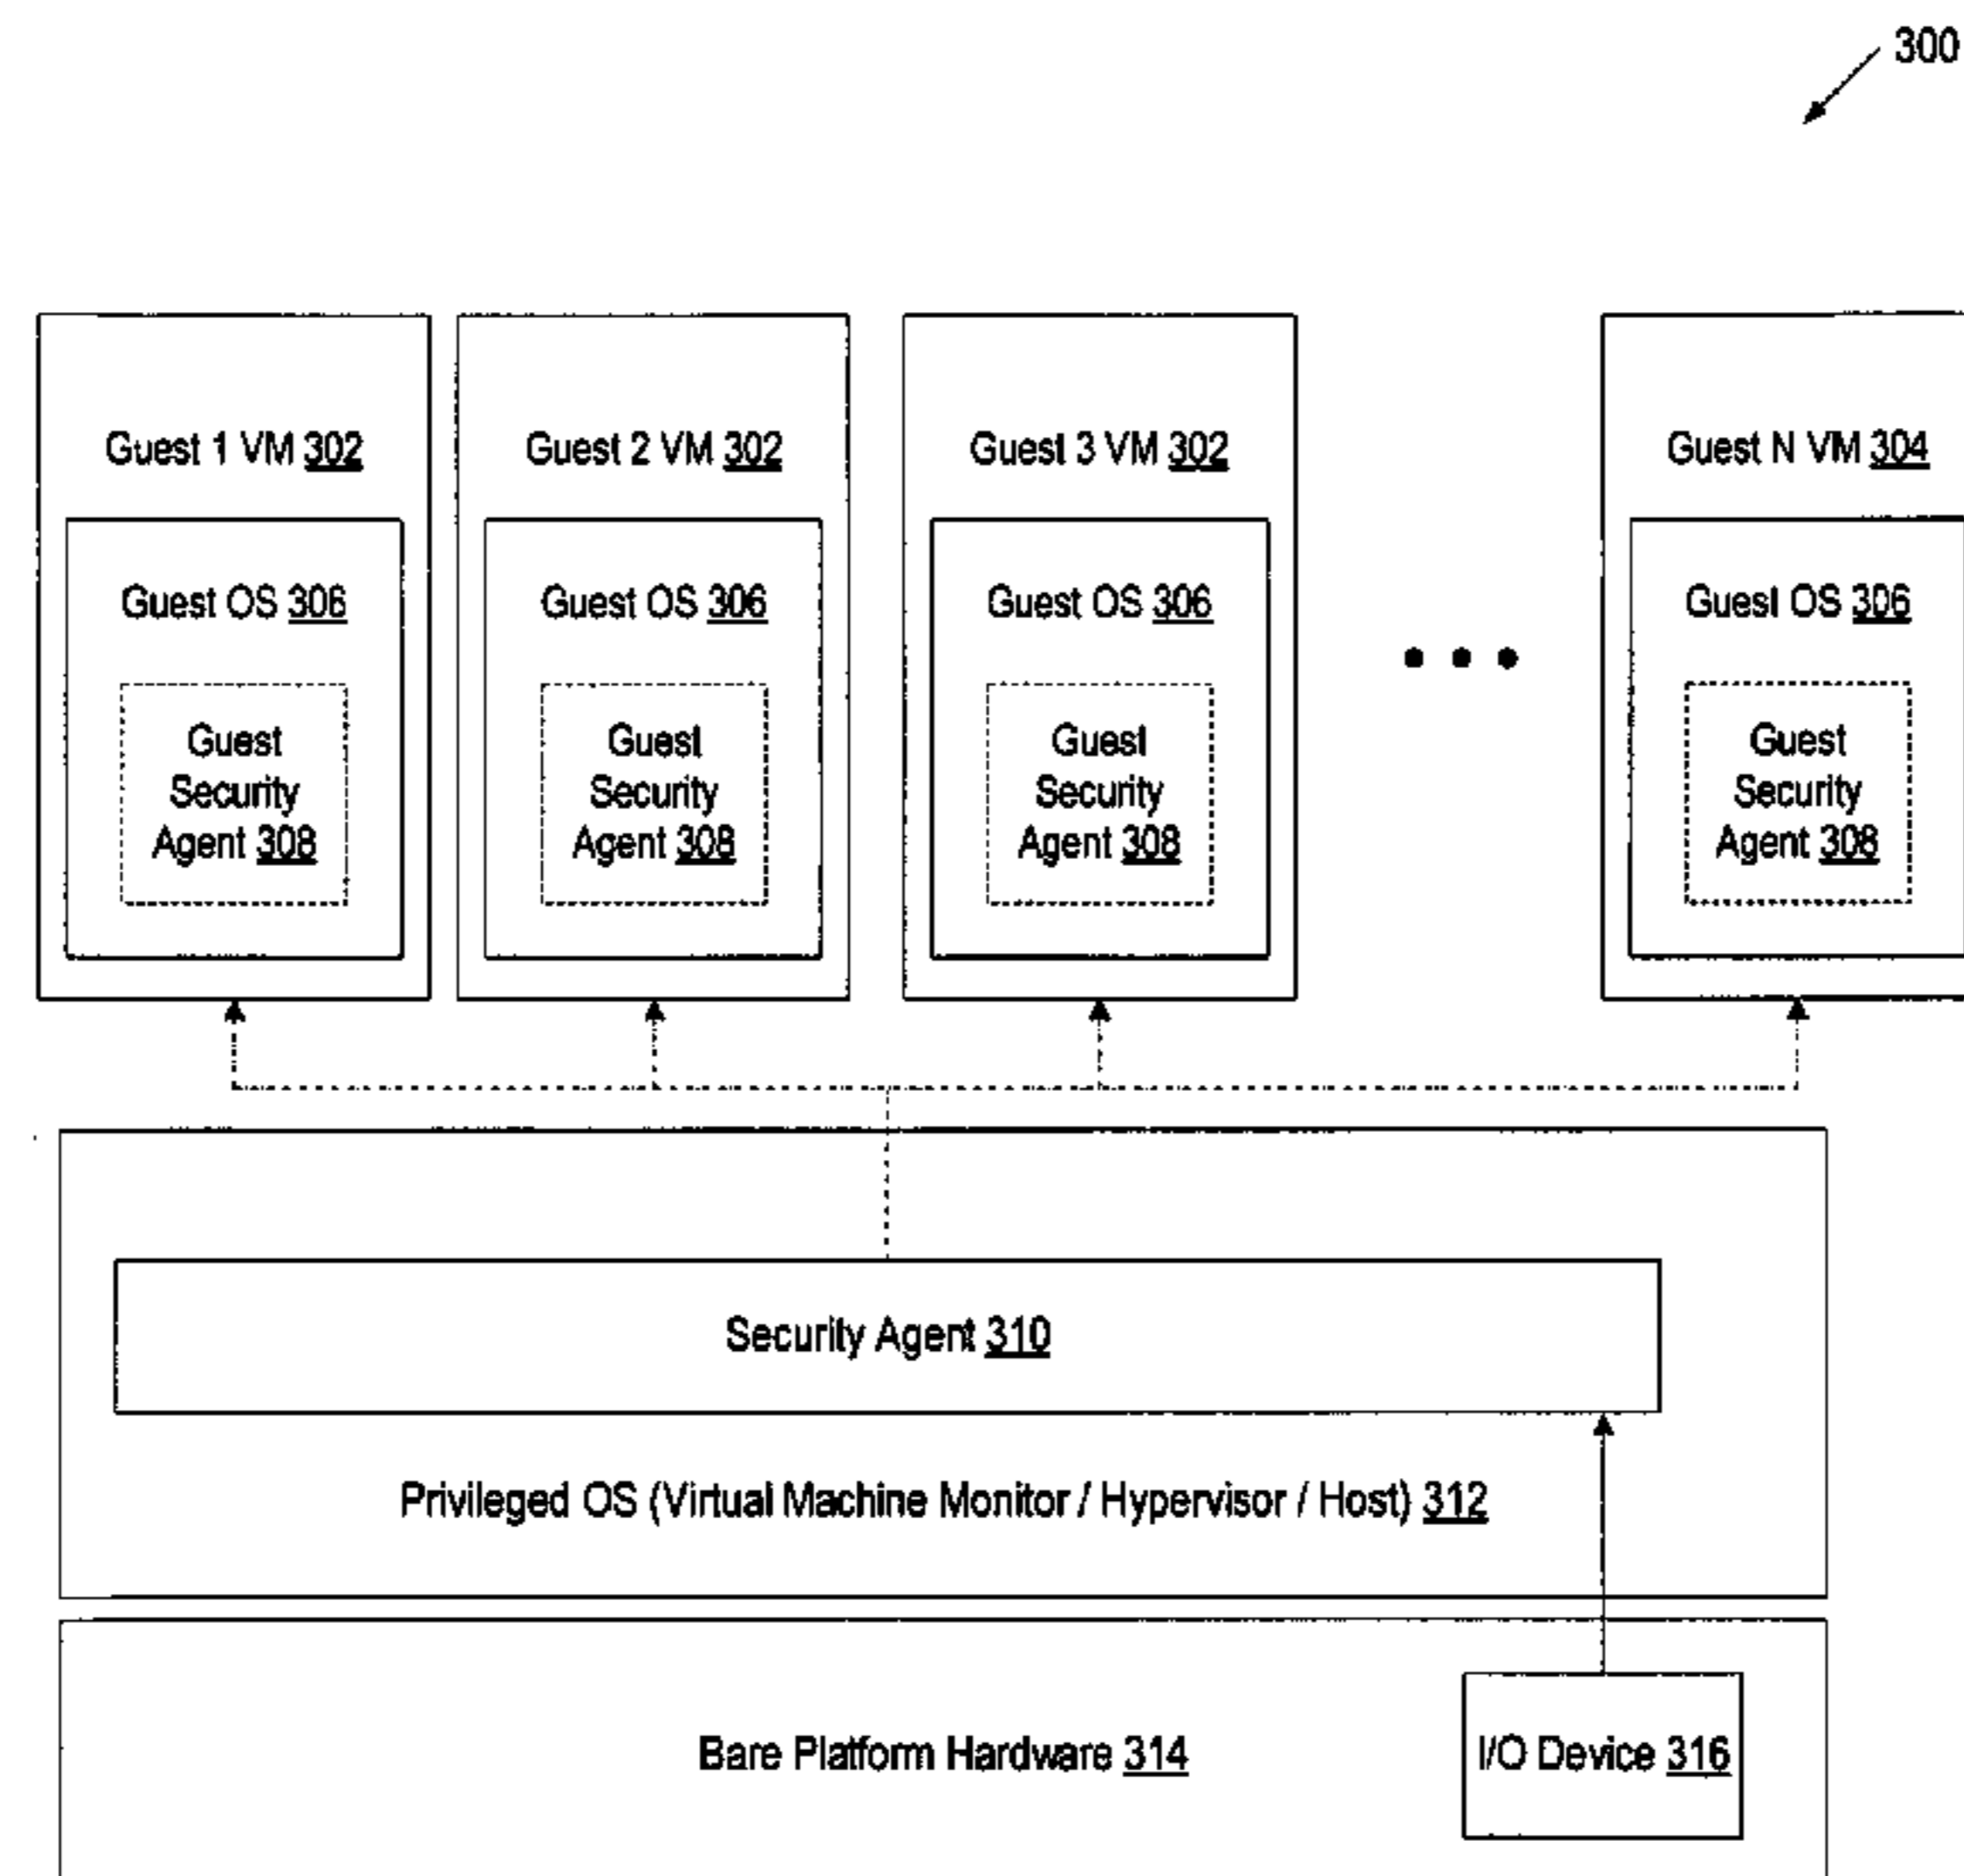 300
Guest 1 VM 302
Guest OS 306
Guest
Security
Agent 308
Guest 2 VM 302
Guest OS 306
Guest
Security
Agent 308
Guest 3 VM 302
Guest OS 306
Guest
Security
Agent 308
Guest N VM 304
Guest OS 306
Guest
Security
Agent 308
Security Agent 310
Privileged OS (Virtual Machine Monitor / Hypervisor / Host) 312
Bare Platform Hardware 314
I/O Device 316